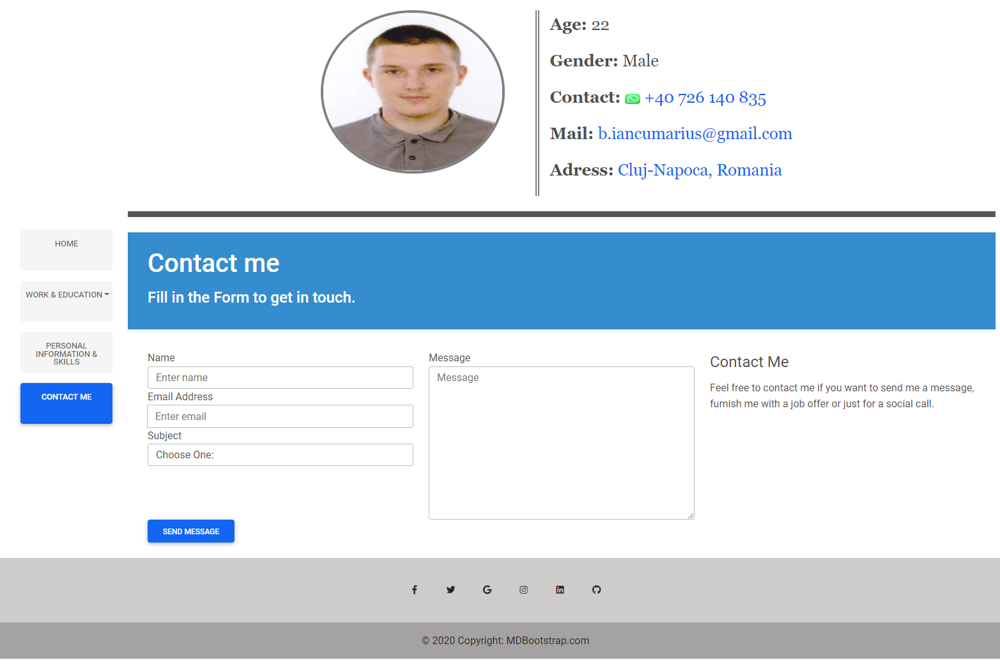 Age: 22
Gender: Male
Contact: +40 726 140 835
Mail: b.iancumarius@gmail.com
Adress: Cluj-Napoca, Romania
HOME
WORK & EDUCATION
PERSONAL
INFORMATION &
SKILLS
CONTACT ME
Contact me
Fill in the Form to get in touch.
Name
Enter name
Email Address
Enter email
Subject
Choose One:
SEND MESSAGE
Message
Message
Contact Me
Feel free to contact me if you want to send me a message,
furnish me with a job offer or just for a social call.
© 2020 Copyright: MDBootstrap.com